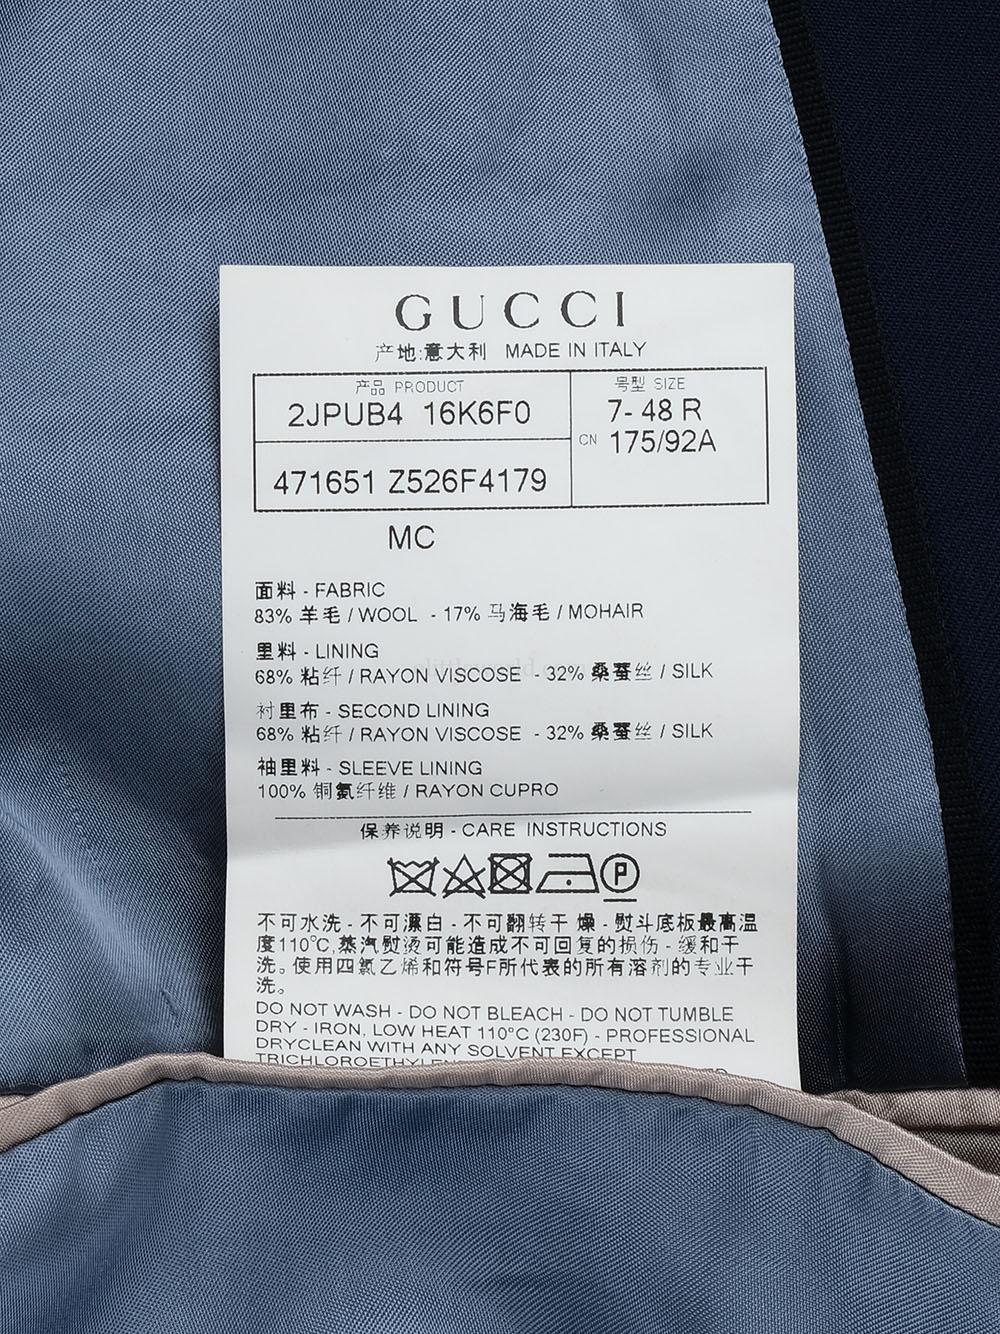 GUCCI
产地:意大利 MADE IN ITALY
产品 PRODUCT
2JPUB4 16K6F0
号型 SIZE
7- 48 R
CN 175/92A
471651 Z526F4179
MC
面料 - FABRIC
83% 羊毛 / WOOL - 17% 马海毛 / MOHAIR
里料 - LINING
68% 粘纤 / RAYON VISCOSE - 32% 桑蚕丝 / SILK
衬里布 - SECOND LINING
68% 粘纤 / RAYON VISCOSE - 32% 桑蚕丝 / SILK
袖里料 - SLEEVE LINING
100% 铜氨纤维 / RAYON CUPRO
保养说明 - CARE INSTRUCTIONS
P
不可水洗 - 不可漂白 - 不可翻转干 燥 - 熨斗底板最高温
度110℃,蒸汽熨烫可能造成不可回复的损伤 - 缓和干
洗。使用四氯乙烯和符号F所代表的所有溶剂的专业干
洗。
DO NOT WASH - DO NOT BLEACH - DO NOT TUMBLE
DRY - IRON, LOW HEAT 110°C (230F) - PROFESSIONAL
DRYCLEAN WITH ANY SOLVENT EXCEPT